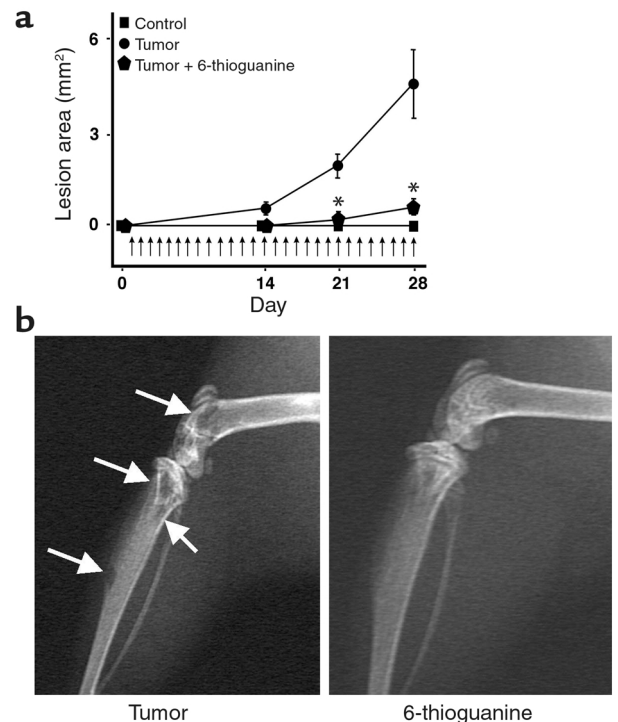 a
Control
Tumor
Tumor + 6-thioguanine
Lesion area (mm²)
6
3
0
*
*
0
14
21
28
Day
b
Tumor
6-thioguanine